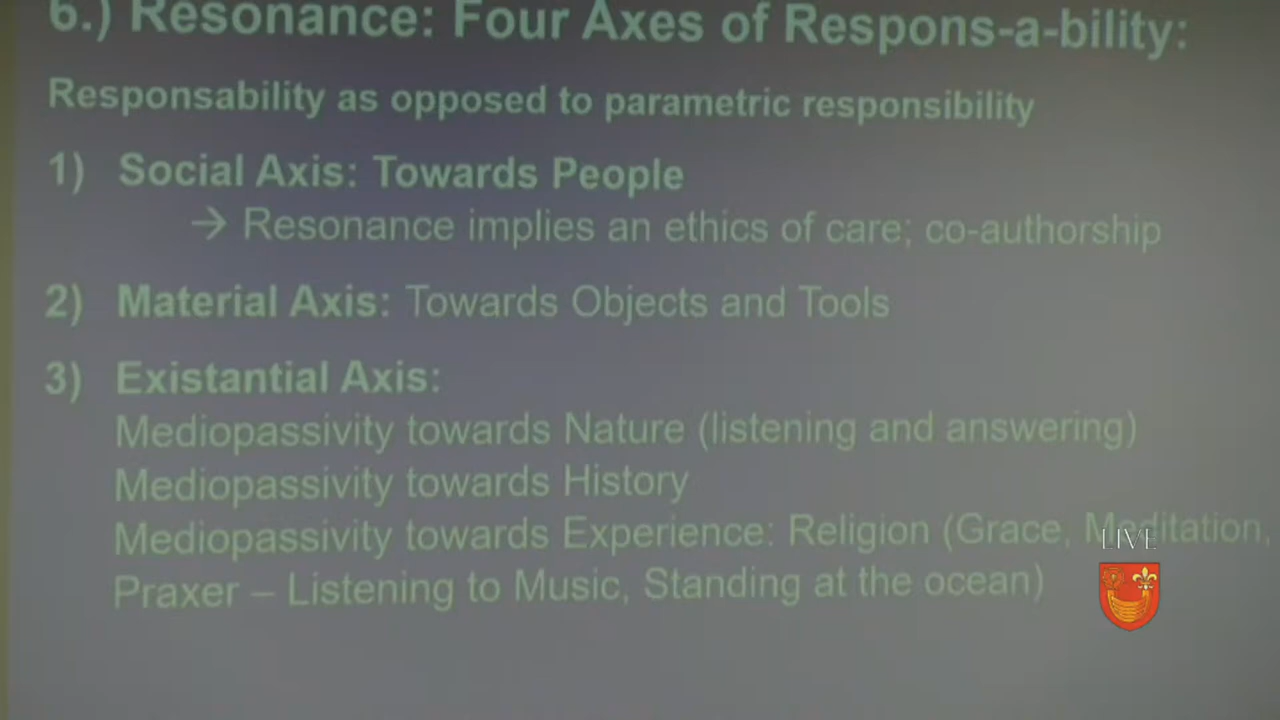 6.) Resonance: Four Axes of Respons-a-bility:
Responsability as opposed to parametric responsibility
1) Social Axis: Towards People
→ Resonance implies an ethics of care; co-authorship
2) Material Axis: Towards Objects and Tools
3) Existantial Axis:
Mediopassivity towards Nature (listening and answering)
Mediopassivity towards History
Mediopassivity towards Experience: Religion (Grace, Meditation,
Praxer – Listening to Music, Standing at the ocean)
LIVE